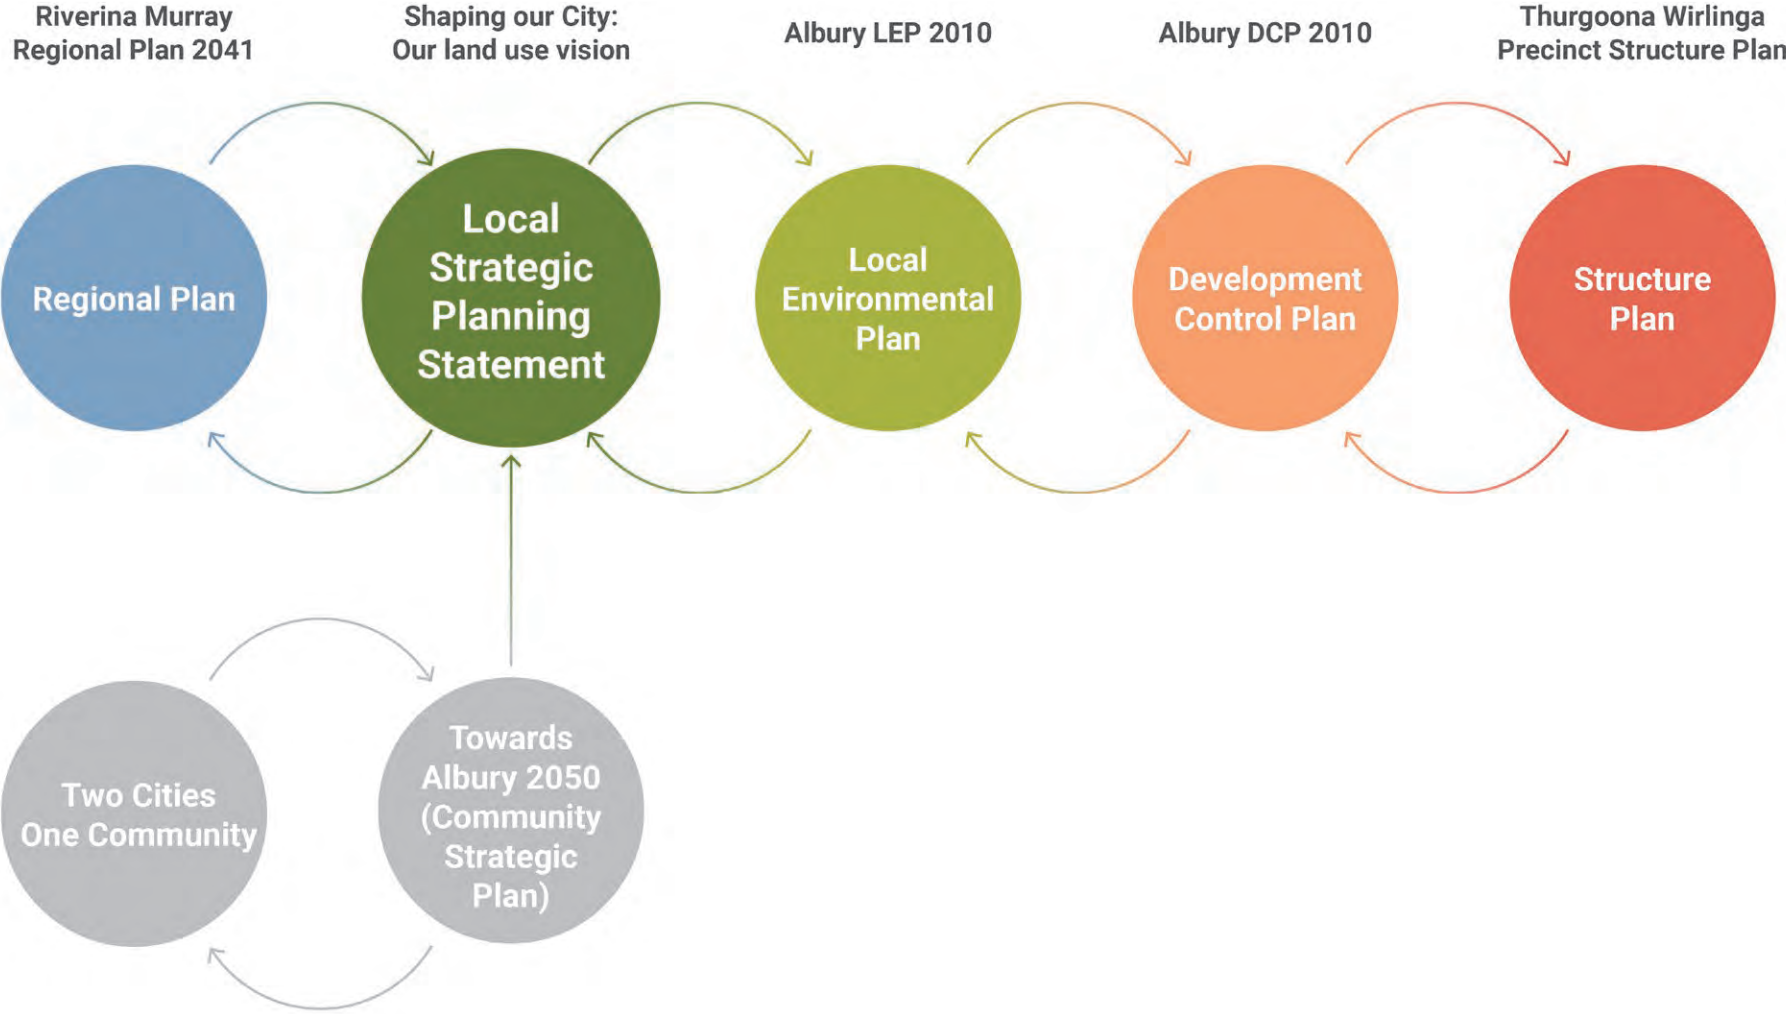 Riverina Murray
Regional Plan 2041
Shaping our City:
Our land use vision
Albury LEP 2010
Albury DCP 2010
Thurgoona Wirlinga
Precinct Structure Plan
Regional Plan
Local
Strategic
Planning
Statement
Local
Environmental
Plan
Development
Control Plan
Structure
Plan
Two Cities
One Community
Towards
Albury 2050
(Community
Strategic
Plan)